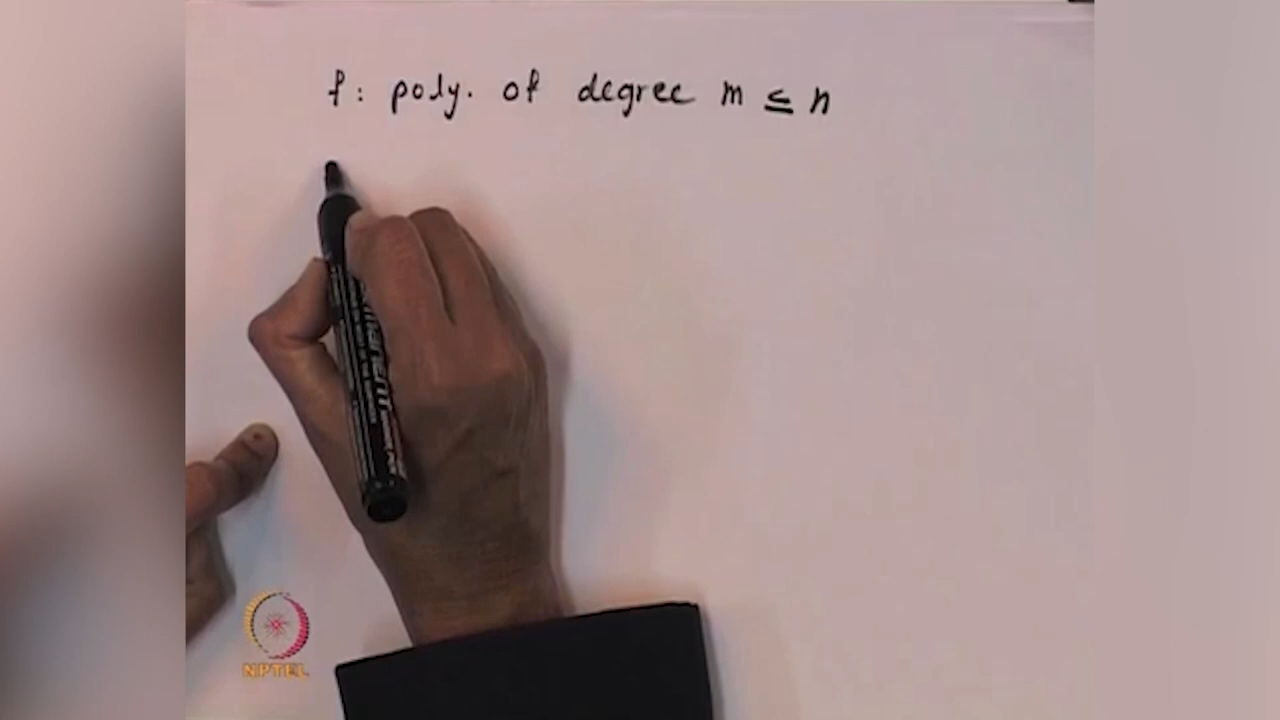 f: poly. of degree m ≤ n
NPTEL